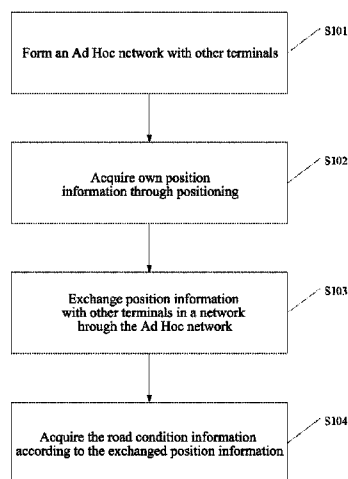 S101
Form an Ad Hoc network with other terminals
S102
Acquire own position
information through positioning
S103
Exchange position information
with other terminals in a network
hrough the Ad Hoc network
S104
Acquire the road condition information
according to the exchanged position information